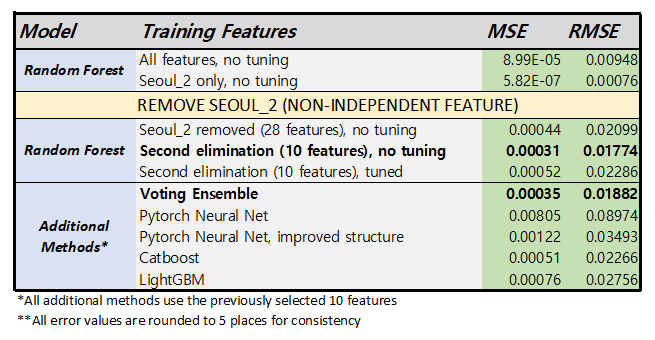 Model Training Features MSE RMSE
Random Forest
All features, no tuning 8.99E-05 0.00948
Seoul_2 only, no tuning 5.82E-07 0.00076
REMOVE SEOUL_2 (NON-INDEPENDENT FEATURE)
Random Forest
Seoul_2 removed (28 features), no tuning 0.00044 0.02099
Second elimination (10 features), no tuning 0.00031 0.01774
Second elimination (10 features), tuned 0.00052 0.02286
Additional Methods*
Voting Ensemble 0.00035 0.01882
Pytorch Neural Net 0.00805 0.08974
Pytorch Neural Net, improved structure 0.00122 0.03493
Catboost 0.00051 0.02266
LightGBM 0.00076 0.02756
*All additional methods use the previously selected 10 features
**All error values are rounded to 5 places for consistency